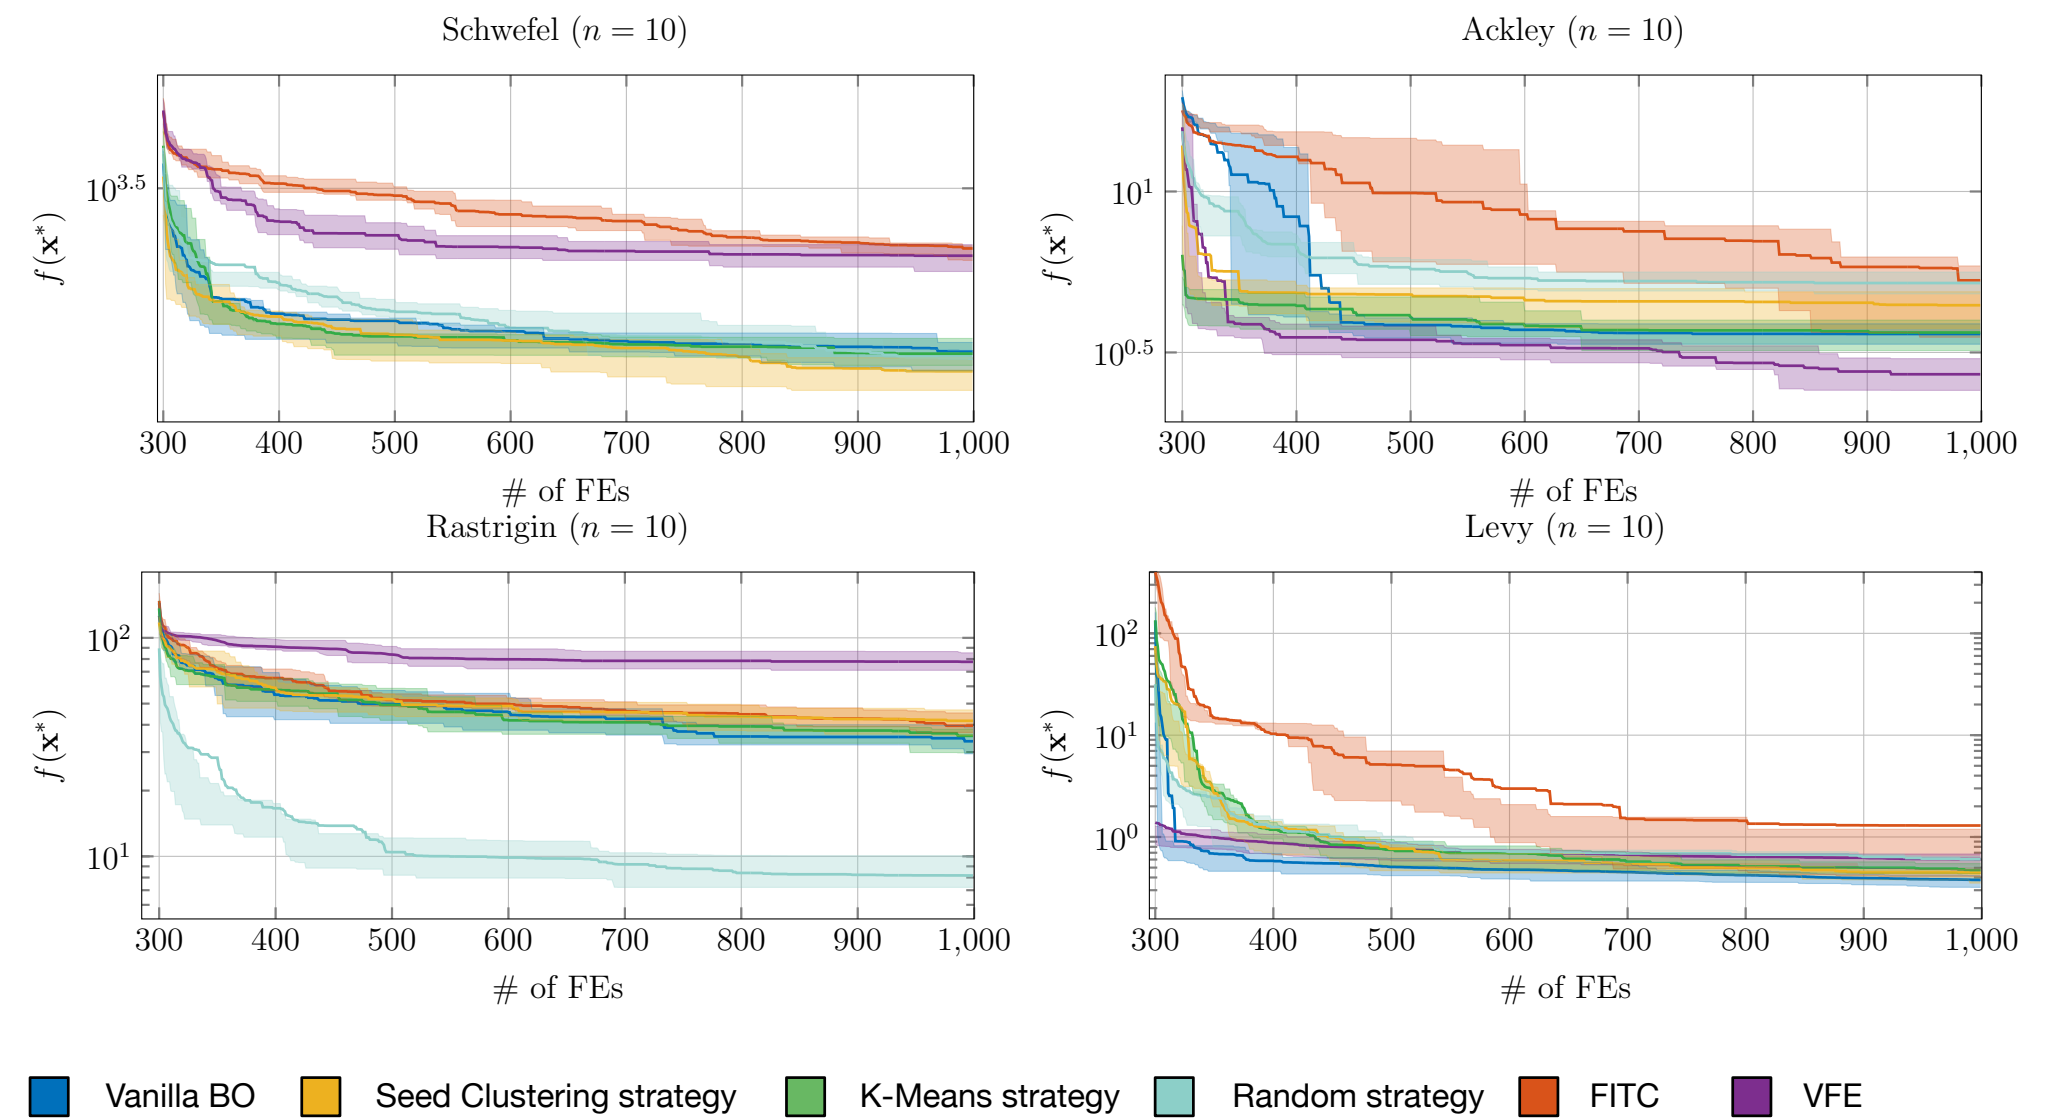 Schwefel (n = 10)
f(x*)
10^3.5
300 400 500 600 700 800 900 1,000
# of FEs
Ackley (n = 10)
f(x*)
10^1
10^0.5
300 400 500 600 700 800 900 1,000
# of FEs
Rastrigin (n = 10)
f(x*)
10^2
10^1
300 400 500 600 700 800 900 1,000
# of FEs
Levy (n = 10)
f(x*)
10^2
10^1
10^0
300 400 500 600 700 800 900 1,000
# of FEs
Vanilla BO Seed Clustering strategy K-Means strategy Random strategy FITC VFE